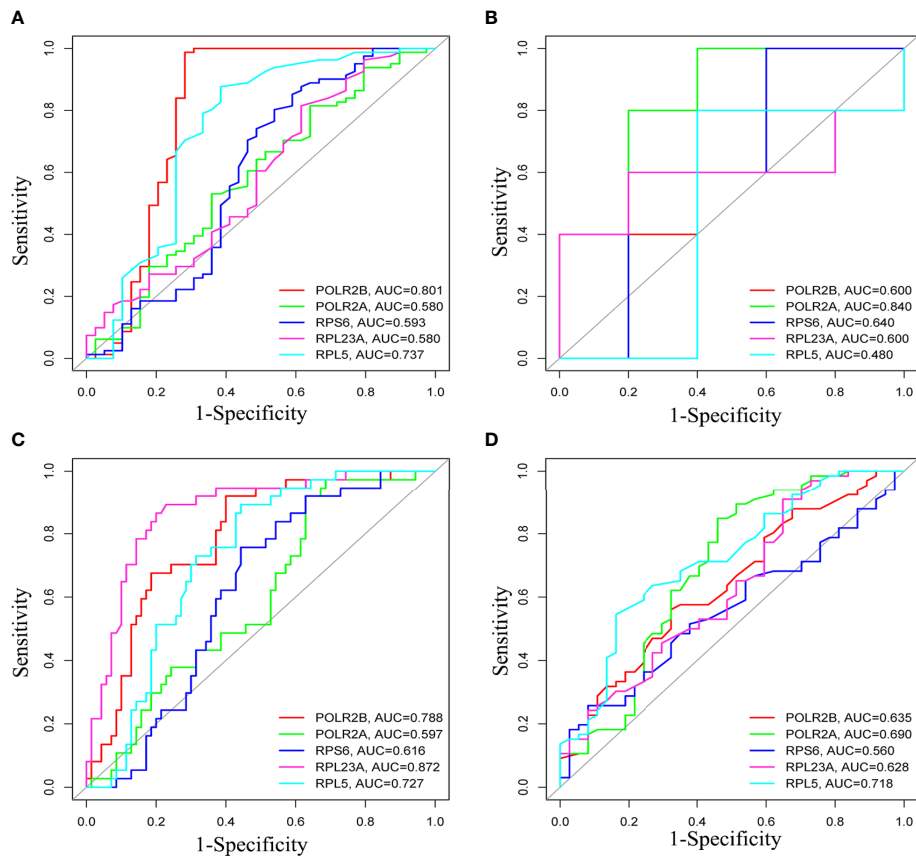 A
Sensitivity
1.0
0.8
0.6
0.4
0.2
0.0
POLR2B, AUC=0.801
POLR2A, AUC=0.580
RPS6, AUC=0.593
RPL23A, AUC=0.580
RPL5, AUC=0.737
0.0 0.2 0.4 0.6 0.8 1.0
1-Specificity
B
Sensitivity
1.0
0.8
0.6
0.4
0.2
0.0
POLR2B, AUC=0.600
POLR2A, AUC=0.840
RPS6, AUC=0.640
RPL23A, AUC=0.600
RPL5, AUC=0.480
0.0 0.2 0.4 0.6 0.8 1.0
1-Specificity
C
Sensitivity
1.0
0.8
0.6
0.4
0.2
0.0
POLR2B, AUC=0.788
POLR2A, AUC=0.597
RPS6, AUC=0.616
RPL23A, AUC=0.872
RPL5, AUC=0.727
0.0 0.2 0.4 0.6 0.8 1.0
1-Specificity
D
Sensitivity
1.0
0.8
0.6
0.4
0.2
0.0
POLR2B, AUC=0.635
POLR2A, AUC=0.690
RPS6, AUC=0.560
RPL23A, AUC=0.628
RPL5, AUC=0.718
0.0 0.2 0.4 0.6 0.8 1.0
1-Specificity